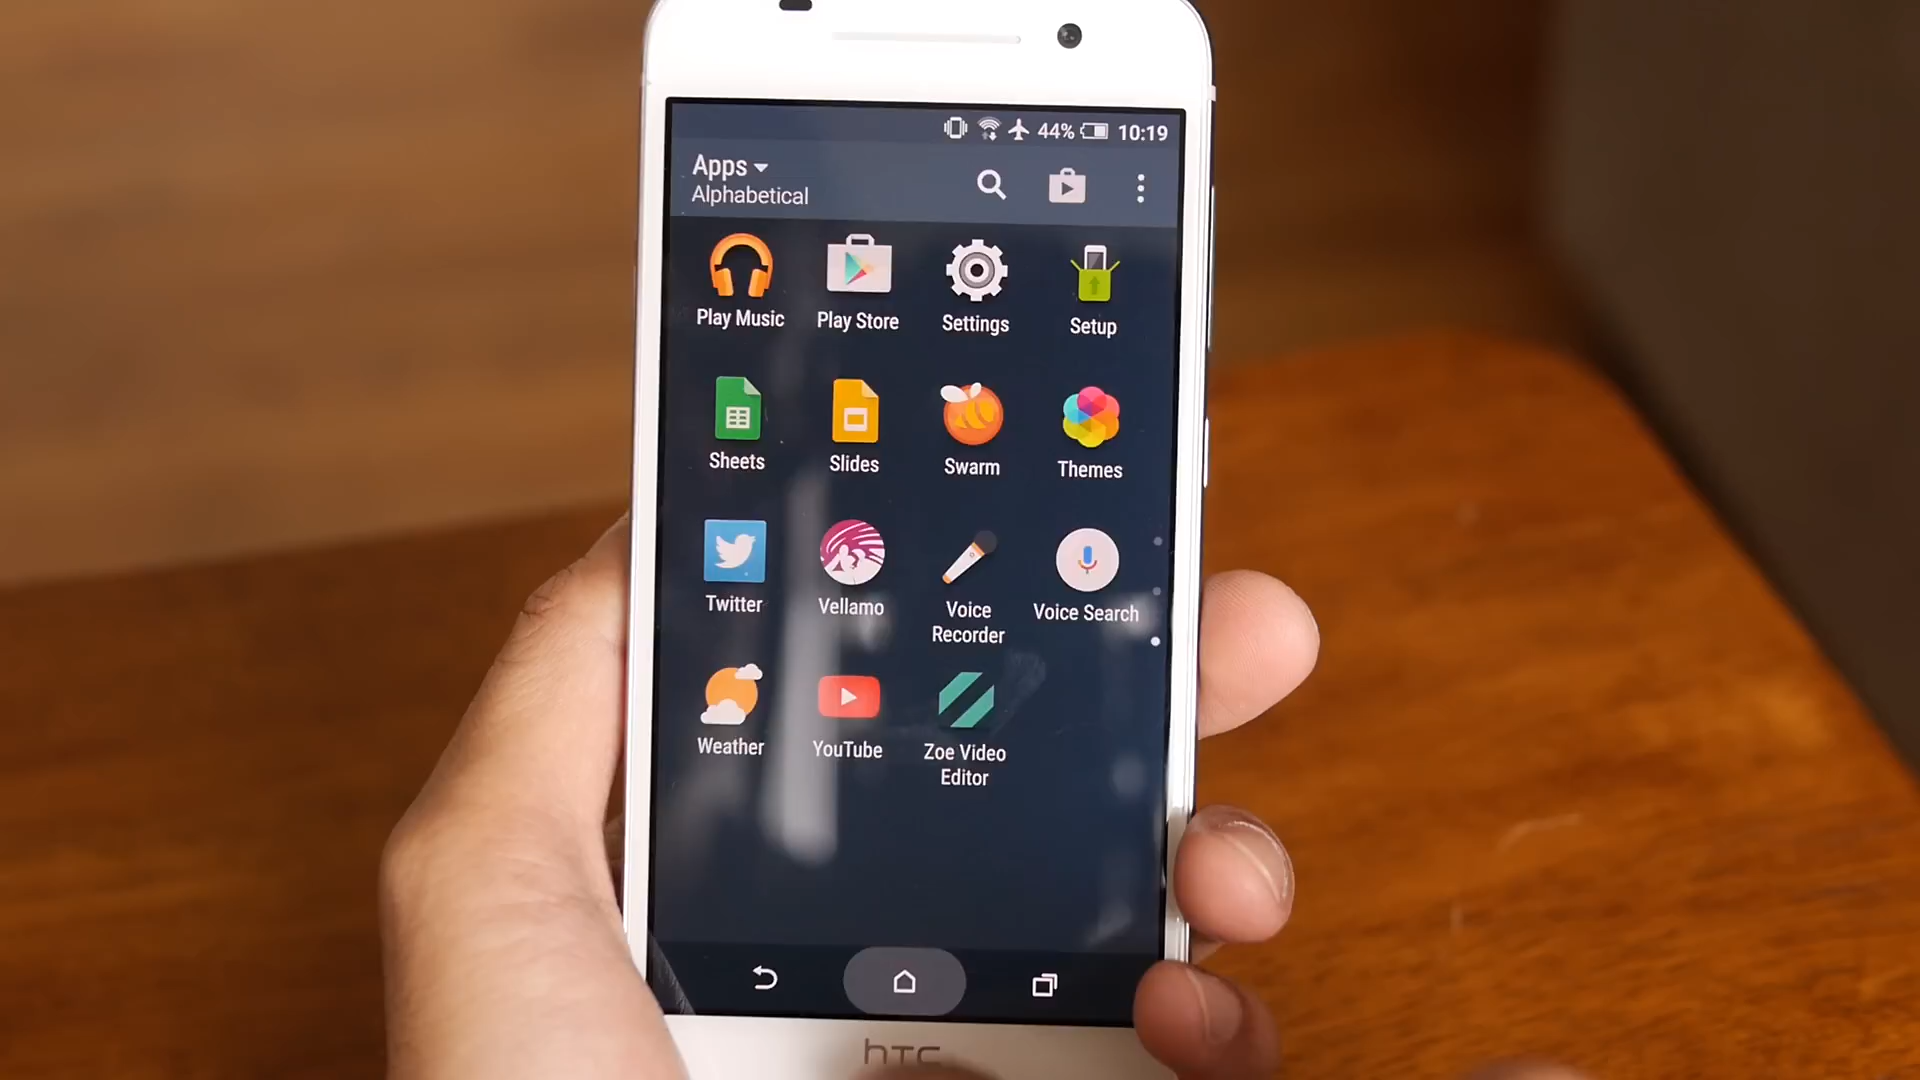 44% 10:19
Apps
Alphabetical
Play Music Play Store Settings Setup
Sheets Slides Swarm Themes
Twitter Vellamo Voice Recorder Voice Search
Weather YouTube Zoe Video Editor
hTC